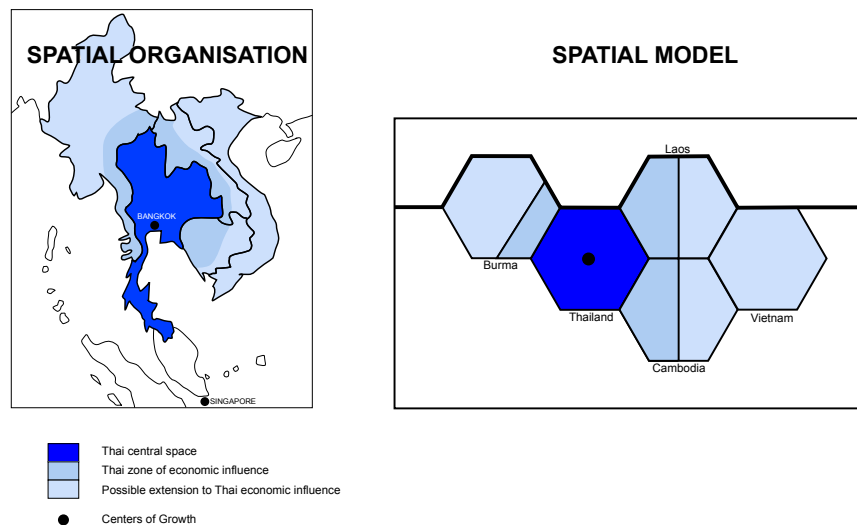 SPATIAL ORGANISATION
BANGKOK
SINGAPORE
SPATIAL MODEL
Laos
Burma
Thailand
Vietnam
Cambodia
Thai central space
Thai zone of economic influence
Possible extension to Thai economic influence
Centers of Growth